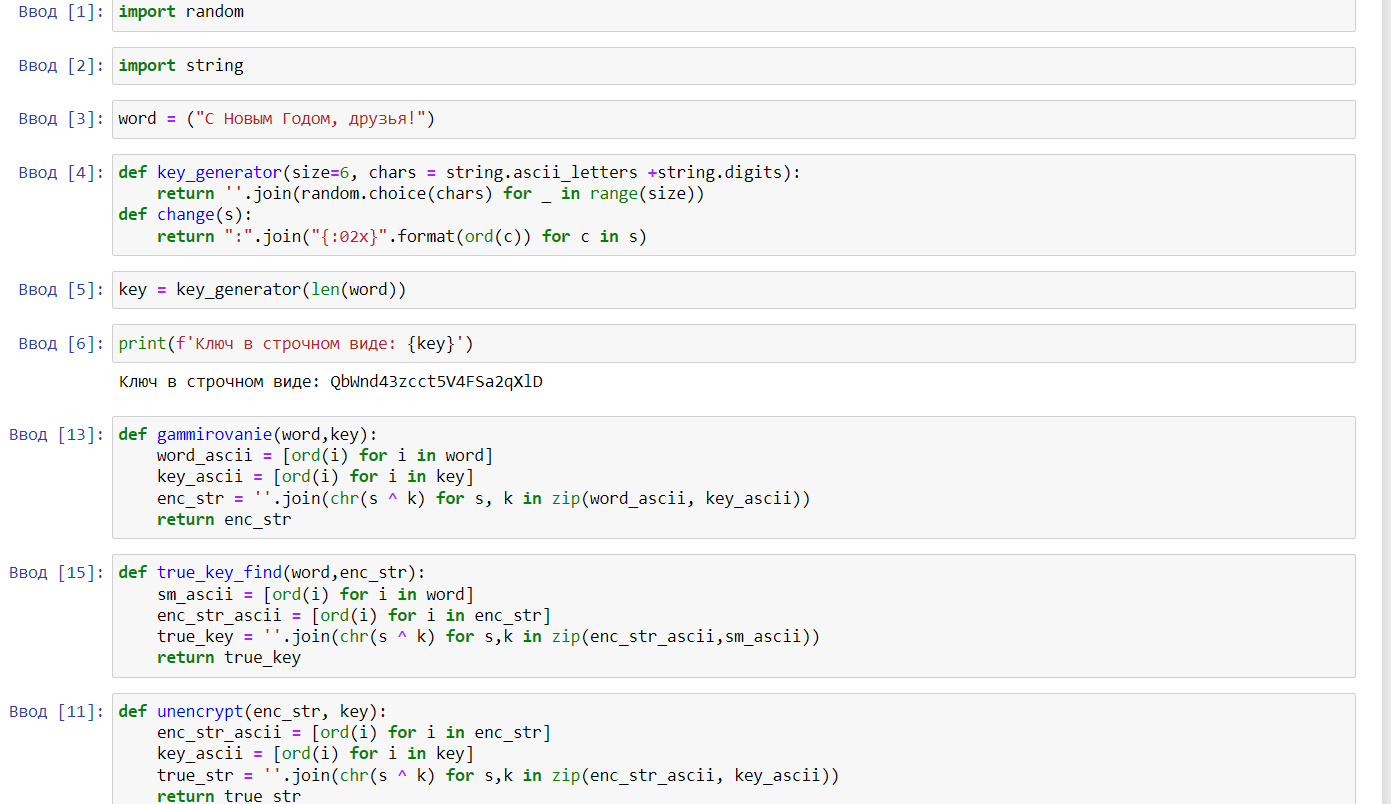 Ввод [1]: import random
Ввод [2]: import string
Ввод [3]: word = ("С Новым Годом, друзья!")
Ввод [4]: def key_generator(size=6, chars = string.ascii_letters +string.digits):
    return ''.join(random.choice(chars) for _ in range(size))
def change(s):
    return ":".join("{:02x}".format(ord(c)) for c in s)
Ввод [5]: key = key_generator(len(word))
Ввод [6]: print(f'Ключ в строчном виде: {key}')
Ключ в строчном виде: QbWnd43zcct5V4FSa2qXlD
Ввод [13]: def gammirovanie(word,key):
    word_ascii = [ord(i) for i in word]
    key_ascii = [ord(i) for i in key]
    enc_str = ''.join(chr(s ^ k) for s, k in zip(word_ascii, key_ascii))
    return enc_str
Ввод [15]: def true_key_find(word,enc_str):
    sm_ascii = [ord(i) for i in word]
    enc_str_ascii = [ord(i) for i in enc_str]
    true_key = ''.join(chr(s ^ k) for s,k in zip(enc_str_ascii,sm_ascii))
    return true_key
Ввод [11]: def unencrypt(enc_str, key):
    enc_str_ascii = [ord(i) for i in enc_str]
    key_ascii = [ord(i) for i in key]
    true_str = ''.join(chr(s ^ k) for s,k in zip(enc_str_ascii, key_ascii))
    return true_str